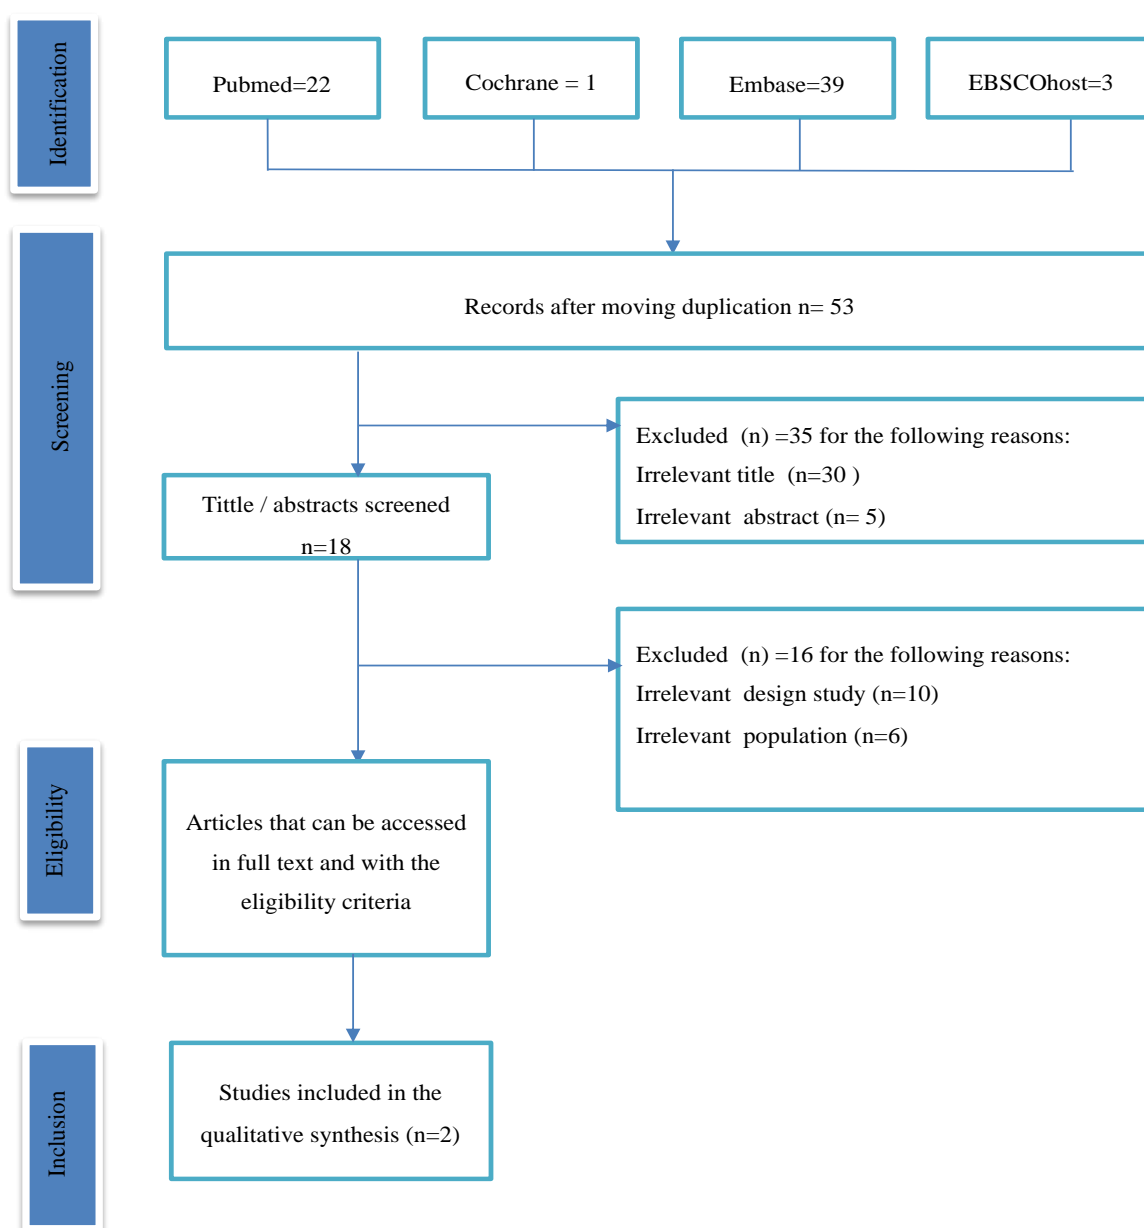 Identification
Pubmed=22
Cochrane = 1
Embase=39
EBSCOhost=3
Screening
Records after moving duplication n= 53
Excluded (n) =35 for the following reasons:
Irrelevant title (n=30 )
Irrelevant abstract (n= 5)
Tittle / abstracts screened
n=18
Excluded (n) =16 for the following reasons:
Irrelevant design study (n=10)
Irrelevant population (n=6)
Eligibility
Articles that can be accessed
in full text and with the
eligibility criteria
Inclusion
Studies included in the
qualitative synthesis (n=2)